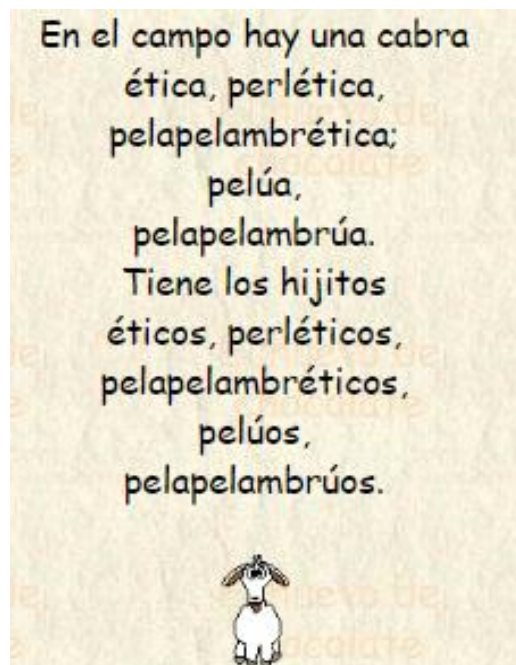 En el campo hay una cabra
ética, perlética,
pelapelambrética;
pelúa,
pelapelambrúa.
Tiene los hijitos
éticos, perléticos,
pelapelambréticos,
pelúos,
pelapelambrúos.